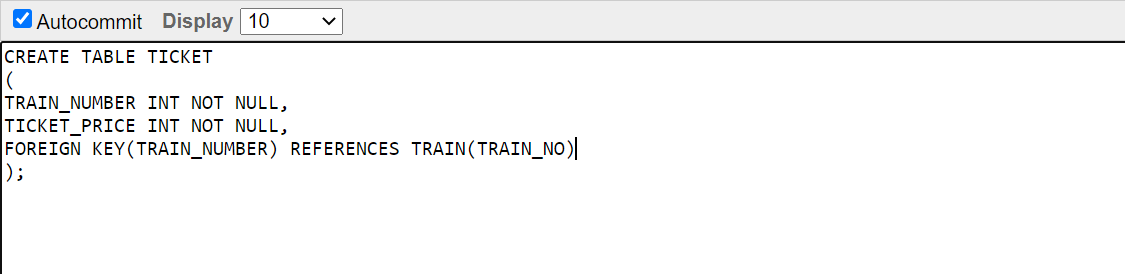 Autocommit Display 10
CREATE TABLE TICKET
(
TRAIN_NUMBER INT NOT NULL,
TICKET_PRICE INT NOT NULL,
FOREIGN KEY(TRAIN_NUMBER) REFERENCES TRAIN(TRAIN_NO)
);